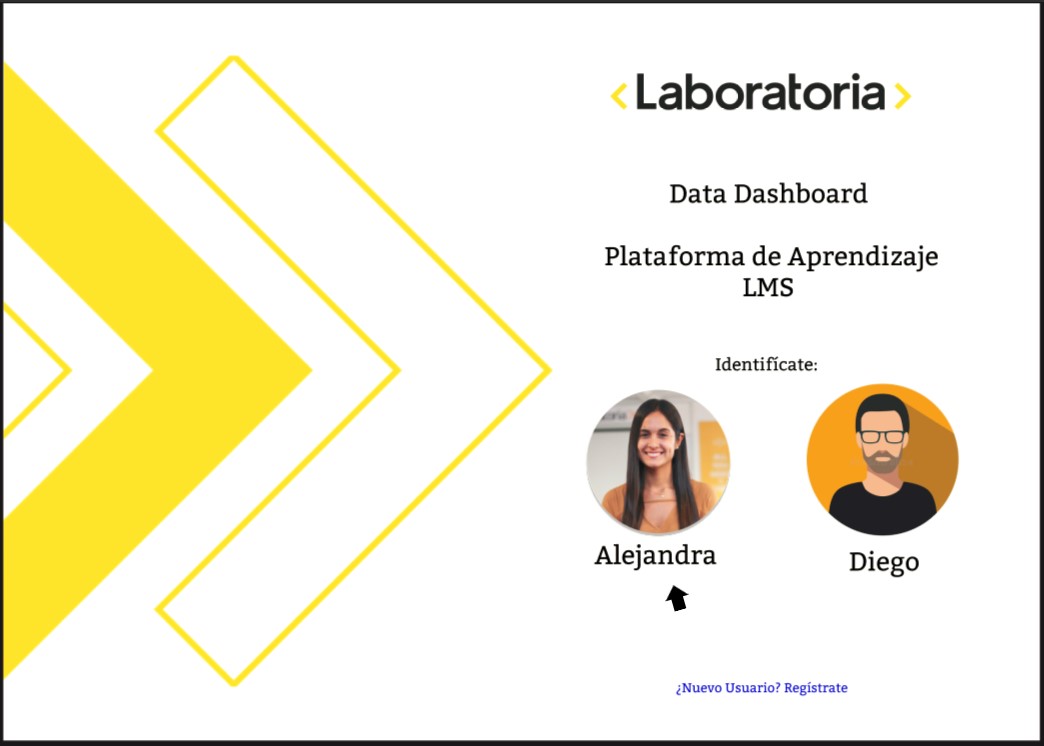 <Laboratoria>
Data Dashboard
Plataforma de Aprendizaje
LMS
Identifícate:
Alejandra
Diego
¿Nuevo Usuario? Regístrate